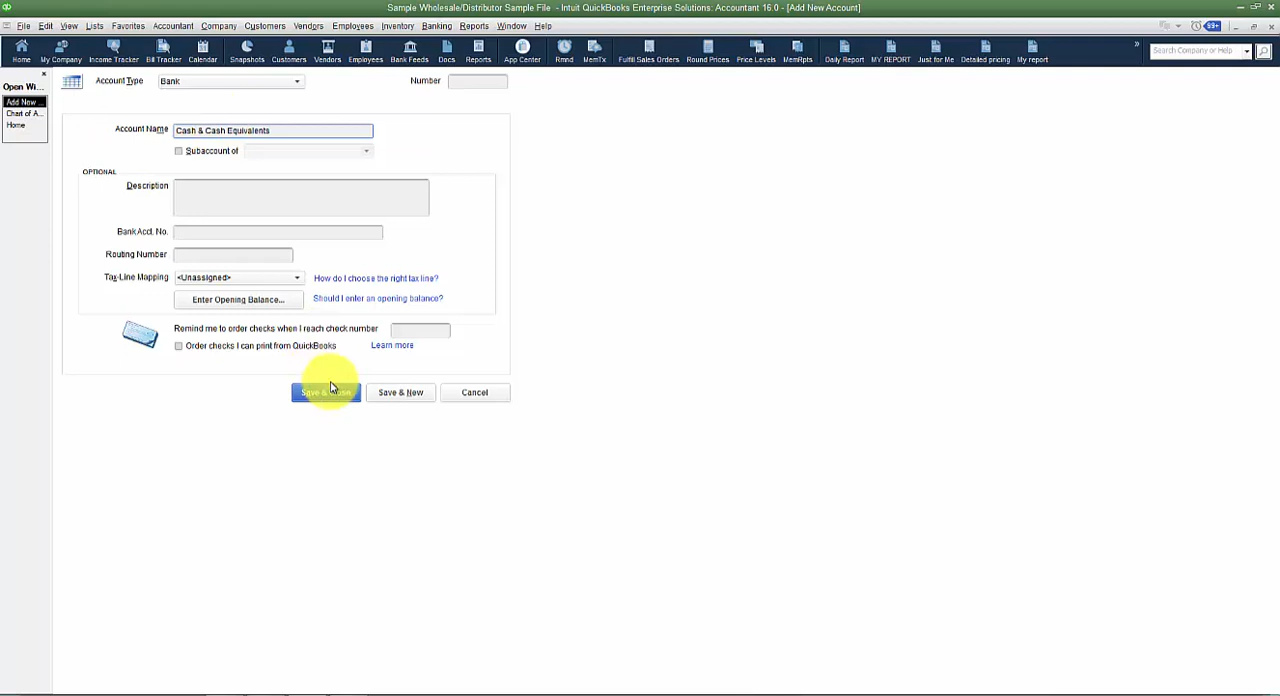 Sample Wholesale/Distributor Sample File - Intuit QuickBooks Enterprise Solutions: Accountant 16.0 - [Add New Account]
File Edit View Lists Favorites Accountant Company Customers Vendors Employees Inventory Banking Reports Window Help
99+
Home My Company Income Tracker Bill Tracker Calendar Snapshots Customers Vendors Employees Bank Feeds Docs Reports App Center Rmnd MemTx Fulfill Sales Orders Round Prices Price Levels MemRpts Daily Report MY REPORT Just for Me Detailed pricing My report
Search Company or Help
Open Wi...
Add New ...
Chart of A...
Home
Account Type Bank Number
Account Name Cash & Cash Equivalents
Subaccount of
OPTIONAL
Description
Bank Acct. No.
Routing Number
Tax-Line Mapping <Unassigned> How do I choose the right tax line?
Enter Opening Balance... Should I enter an opening balance?
Remind me to order checks when I reach check number
Order checks I can print from QuickBooks Learn more
Save & Save & New Cancel